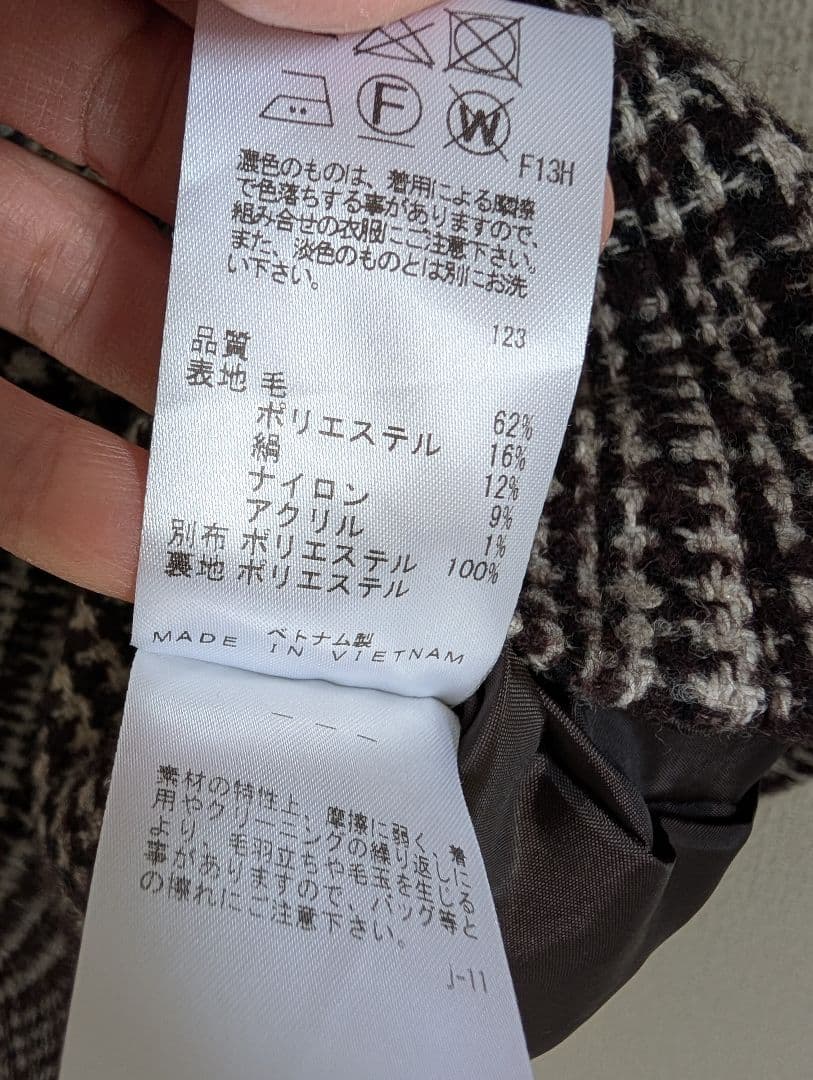 F
W
F13H
濃色のものは、着用による摩擦
で色落ちする事がありますので、
組み合せの衣服にご注意下さい。
また、淡色のものとは別にお洗
い下さい。
123
品質
表地 毛 62%
ポリエステル 16%
絹 12%
ナイロン 9%
アクリル 1%
別布 ポリエステル 100%
裏地 ポリエステル
ベトナム製
MADE IN VIETNAM
素材の特性上、摩擦に弱く、着
用やクリーニングの繰り返しに
より、毛羽立ちや毛玉を生じる
事がありますので、バッグ等と
の擦れにご注意下さい。
J-11